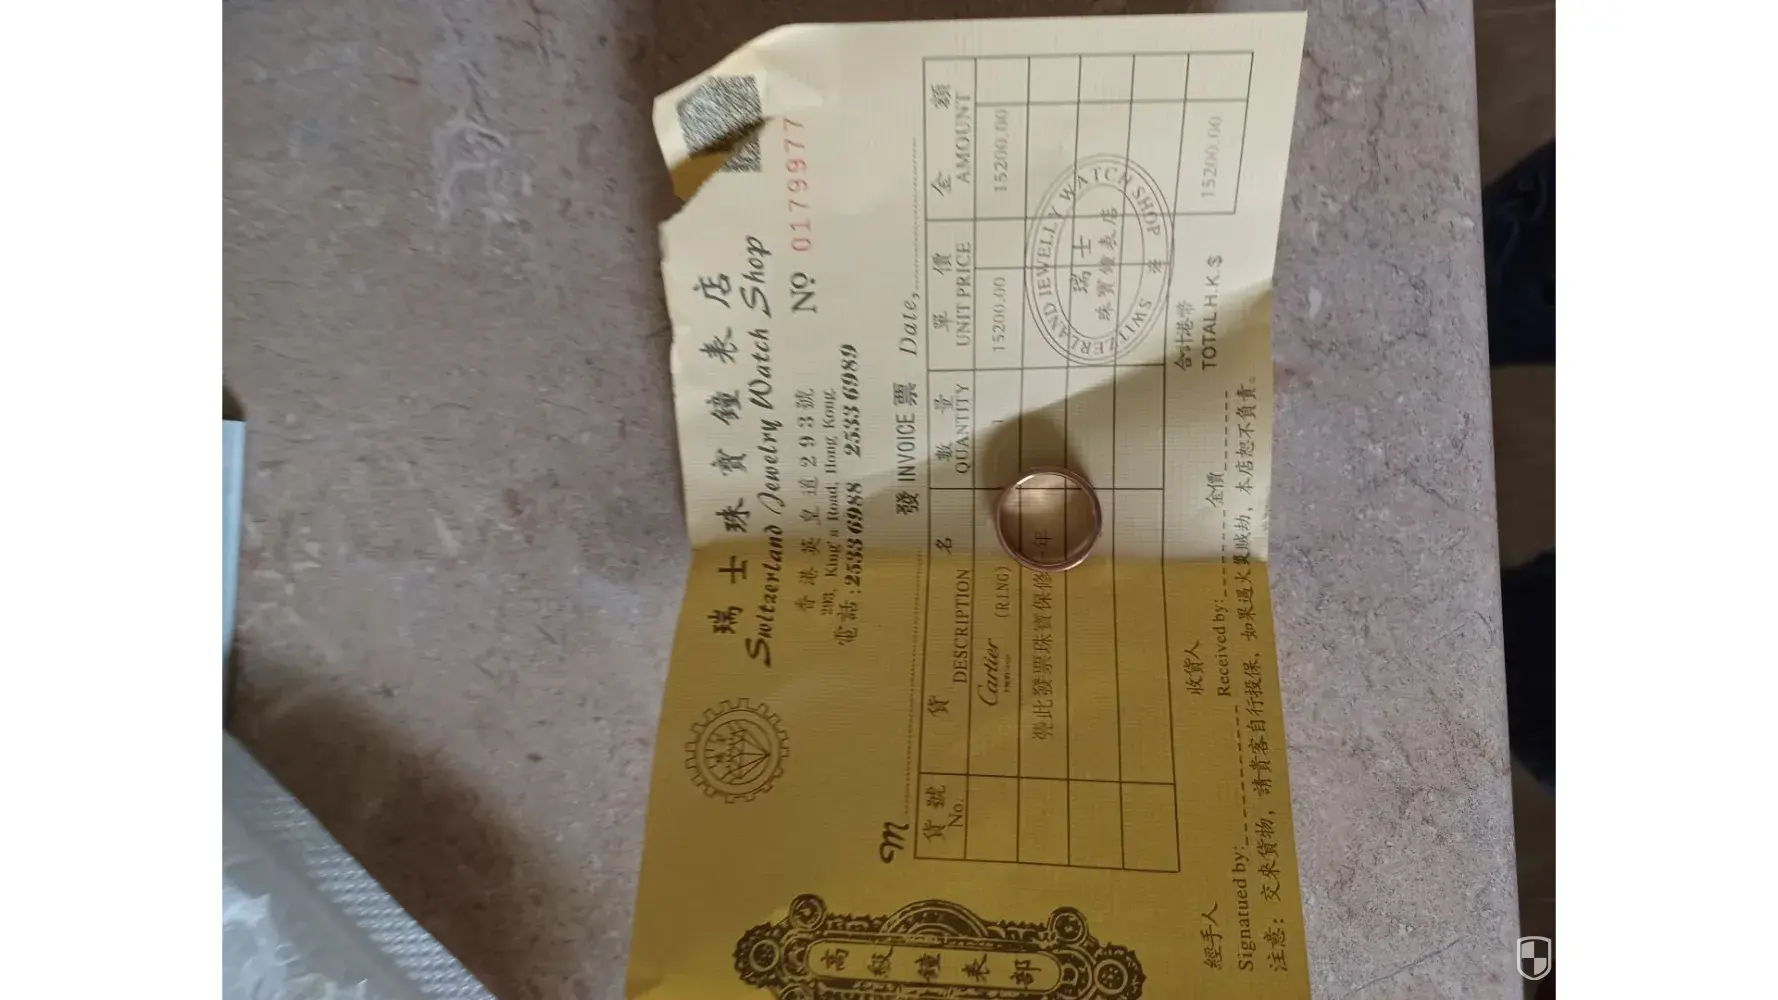 瑞士珠寶鐘表店
Switzerland Jewelry Watch Shop
香港英皇道293號
293, King's Road, Hong Kong
電話:2533 6988 2533 6989
Nº 0179977
發 INVOICE 票
Date,
M
貨號 貨名 數量 單價 金額
No. DESCRIPTION QUANTITY UNIT PRICE AMOUNT
Cartier (RING) 1 15200.00 15200.00
凭此發票珠寶保修一年
SWITZERLAND JEWELLY WATCH SHOP
瑞士
珠寶鐘表店
合計港幣
TOTAL H.K.$ 15200.00
經手人 收貨人 金價
Signatued by: Received by:
注意: 交來貨物, 請貴客自行投保, 如果遇火災賊劫, 本店恕不負責。
高級鐘表部